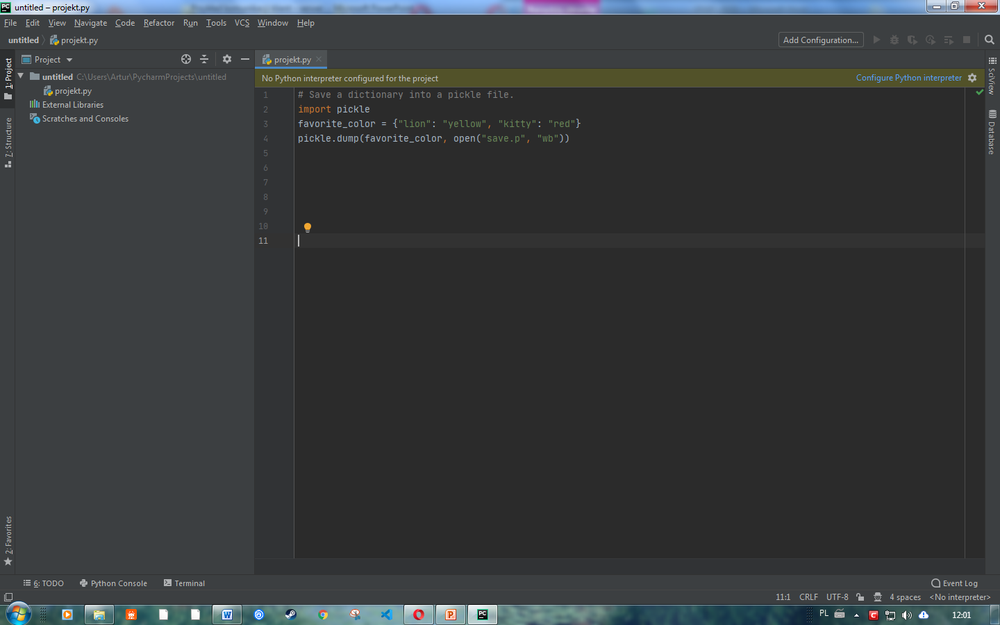 untitled – projekt.py
File Edit View Navigate Code Refactor Run Tools VCS Window Help
untitled projekt.py Add Configuration...
1: Project
Project
projekt.py
No Python interpreter configured for the project Configure Python interpreter
untitled C:\Users\Artur\PycharmProjects\untitled
projekt.py
External Libraries
Scratches and Consoles
1 # Save a dictionary into a pickle file.
2 import pickle
3 favorite_color = {"lion": "yellow", "kitty": "red"}
4 pickle.dump(favorite_color, open("save.p", "wb"))
5
6
7
8
9
10
11
7: Structure
2: Favorites
SciView
Database
6: TODO Python Console Terminal Event Log
11:1 CRLF UTF-8 4 spaces <No interpreter>
PL 12:01